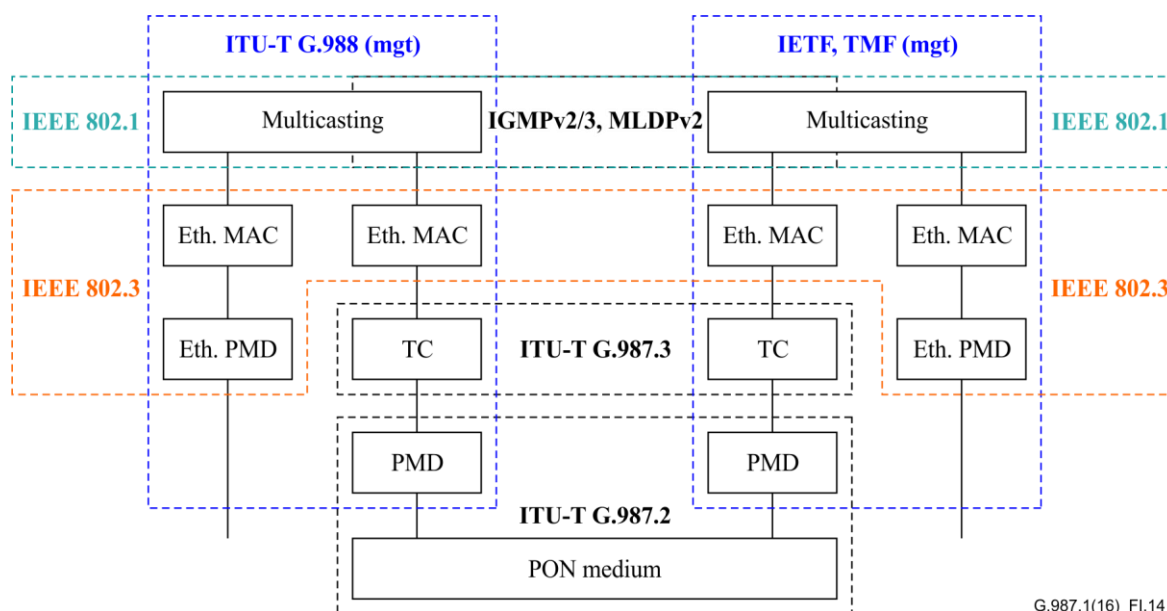 ITU-T G.988 (mgt)
IETF, TMF (mgt)
IEEE 802.1
Multicasting
IGMPv2/3, MLDPv2
Multicasting
IEEE 802.1
Eth. MAC
Eth. MAC
Eth. MAC
Eth. MAC
IEEE 802.3
IEEE 802.3
Eth. PMD
TC
ITU-T G.987.3
TC
Eth. PMD
PMD
PMD
ITU-T G.987.2
PON medium
G.987.1(16)_FI.14